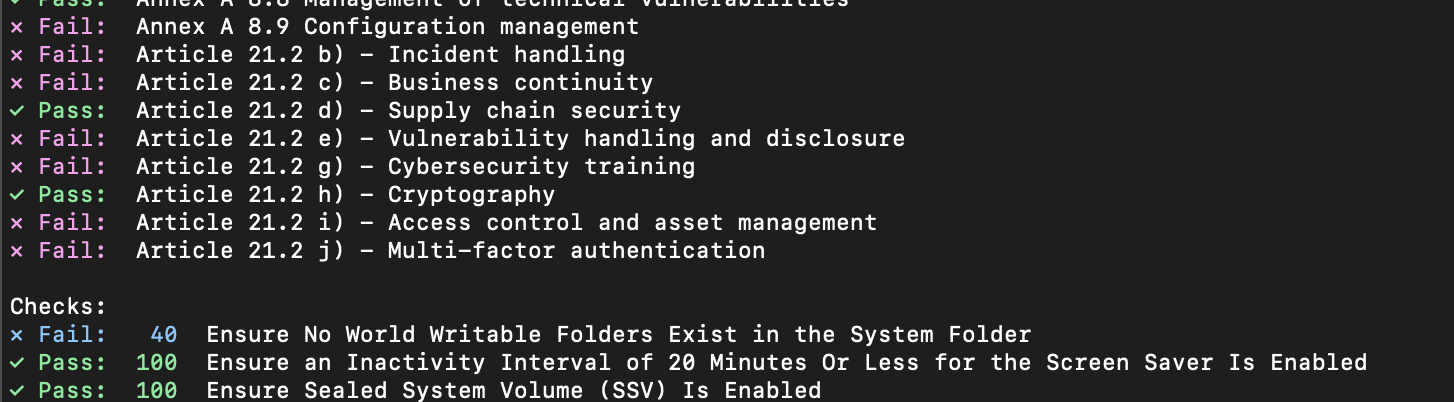 ✓ Pass: Annex A 8.8 Management of technical vulnerabilities
× Fail: Annex A 8.9 Configuration management
× Fail: Article 21.2 b) - Incident handling
× Fail: Article 21.2 c) - Business continuity
✓ Pass: Article 21.2 d) - Supply chain security
× Fail: Article 21.2 e) - Vulnerability handling and disclosure
× Fail: Article 21.2 g) - Cybersecurity training
✓ Pass: Article 21.2 h) - Cryptography
× Fail: Article 21.2 i) - Access control and asset management
× Fail: Article 21.2 j) - Multi-factor authentication
Checks:
× Fail: 40 Ensure No World Writable Folders Exist in the System Folder
✓ Pass: 100 Ensure an Inactivity Interval of 20 Minutes Or Less for the Screen Saver Is Enabled
✓ Pass: 100 Ensure Sealed System Volume (SSV) Is Enabled